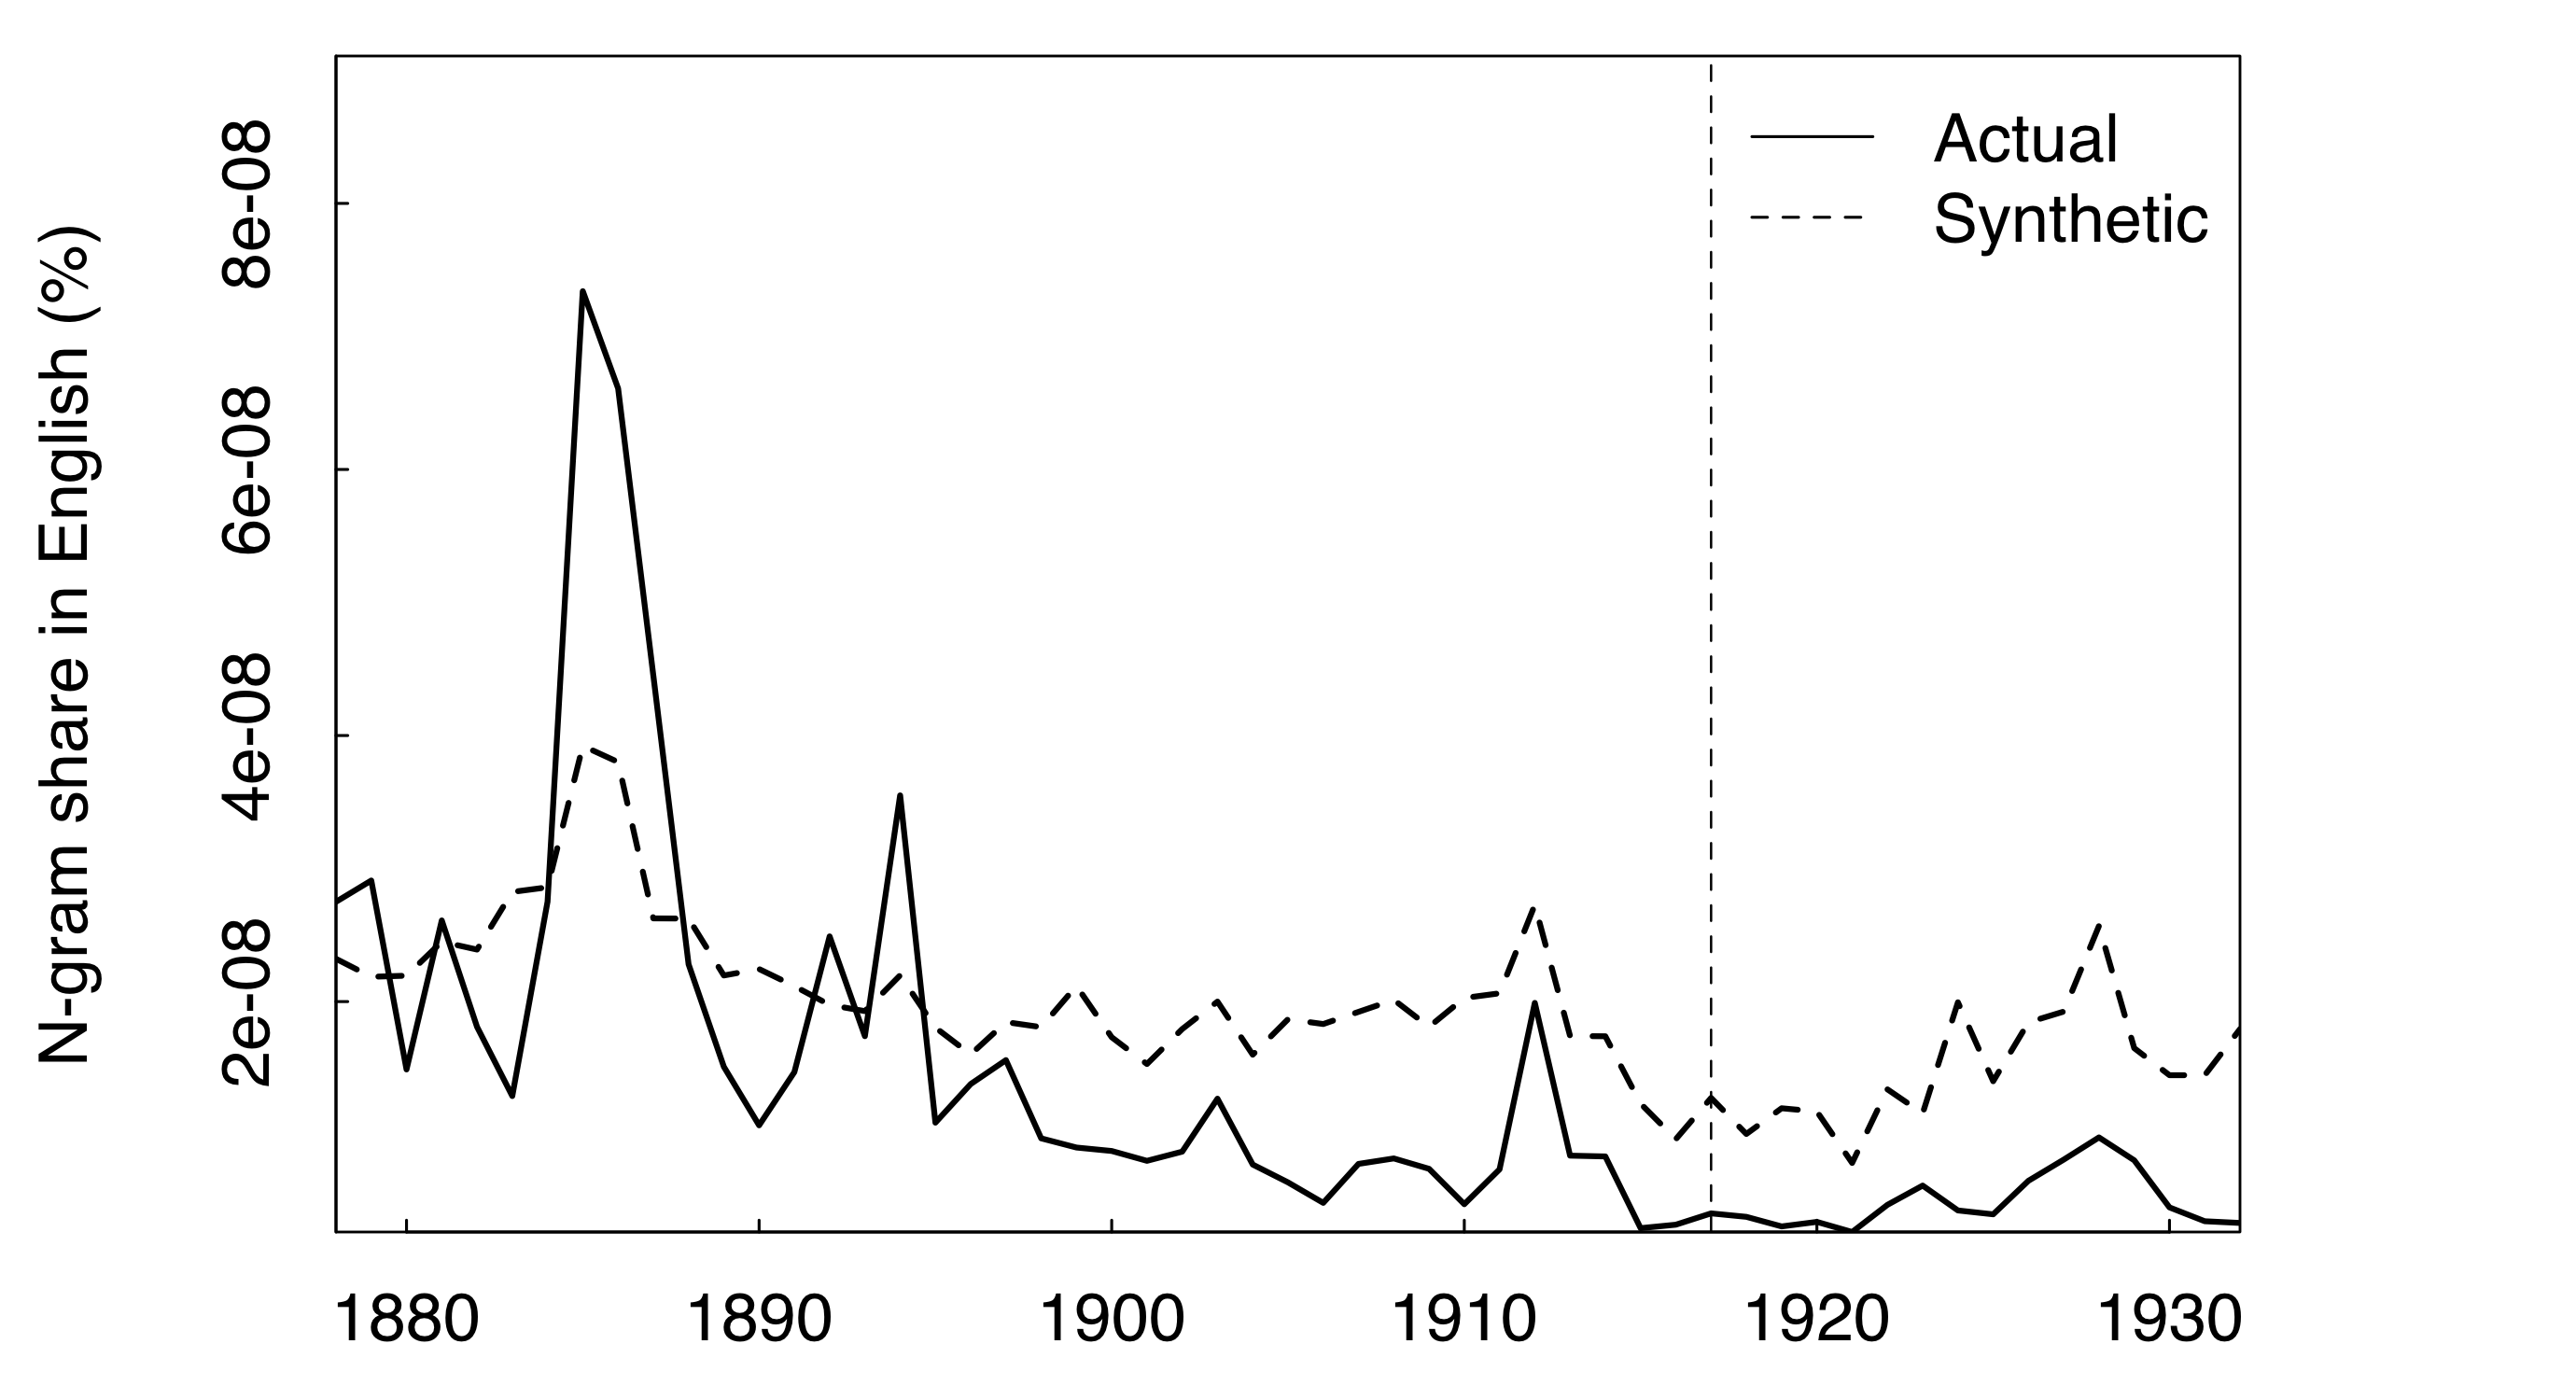 N-gram share in English (%)
8e-08
6e-08
4e-08
2e-08
Actual
Synthetic
1880 1890 1900 1910 1920 1930